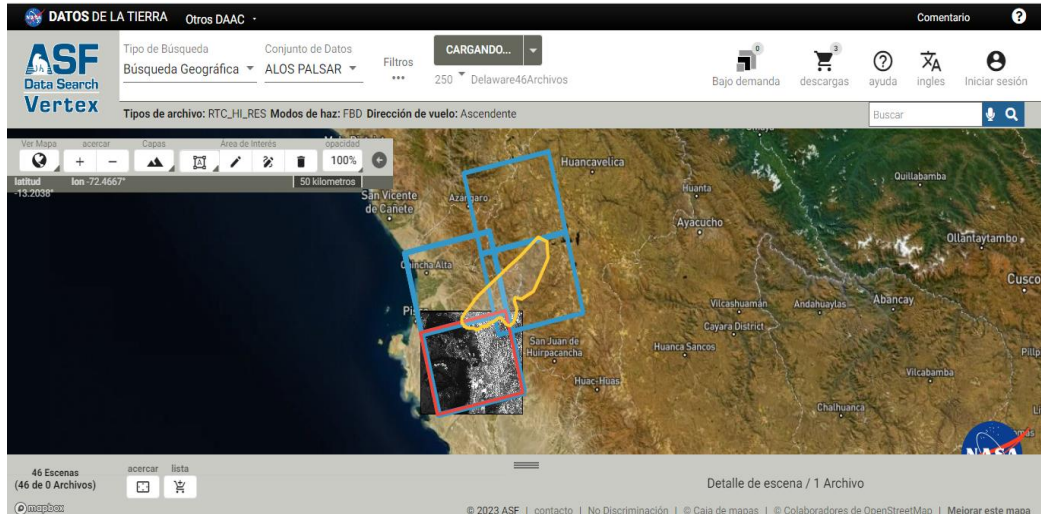 DATOS DE LA TIERRA Otros DAAC Comentario ?
ASF
Data Search
Vertex
Tipo de Búsqueda Conjunto de Datos
Búsqueda Geográfica ALOS PALSAR Filtros
CARGANDO...
250 Delaware46Archivos
0 3
Bajo demanda descargas ayuda ingles Iniciar sesión
Tipos de archivo: RTC_HI_RES Modos de haz: FBD Dirección de vuelo: Ascendente
Buscar
Ver Mapa acercar Capas Área de Interés opacidad
100%
latitud lon -72.4667° 50 kilometros
-13.2038°
Huancavelica
Quillabamba
San Vicente de Cañete
Azángaro
Huanta
Ayacucho
Ollantaytambo
Chincha Alta
Cusco
Vilcashuamán
Andahuaylas
Abancay
Cayara District
San Juan de Huirpacancha
Huanca Sancos
Vilcabamba
Huac-Huas
Chalhuanca
NASA
46 Escenas
(46 de 0 Archivos)
acercar lista
Detalle de escena / 1 Archivo
mapbox
© 2023 ASF | contacto | No Discriminación | © Caja de mapas | © Colaboradores de OpenStreetMap | Mejorar este mapa